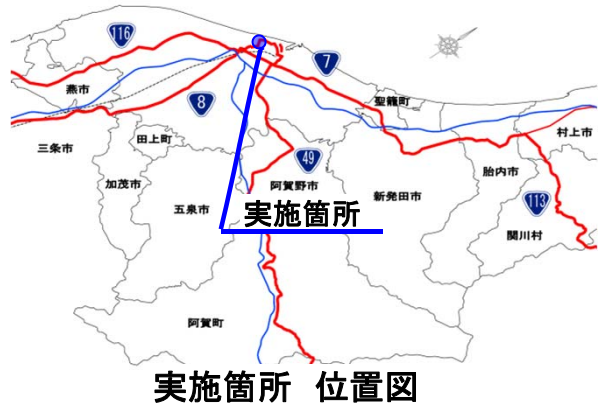 116
7
燕市
8
聖籠町
村上市
田上町
三条市
49
胎内市
加茂市
阿賀野市
新発田市
113
五泉市
実施箇所
関川村
阿賀町
実施箇所 位置図